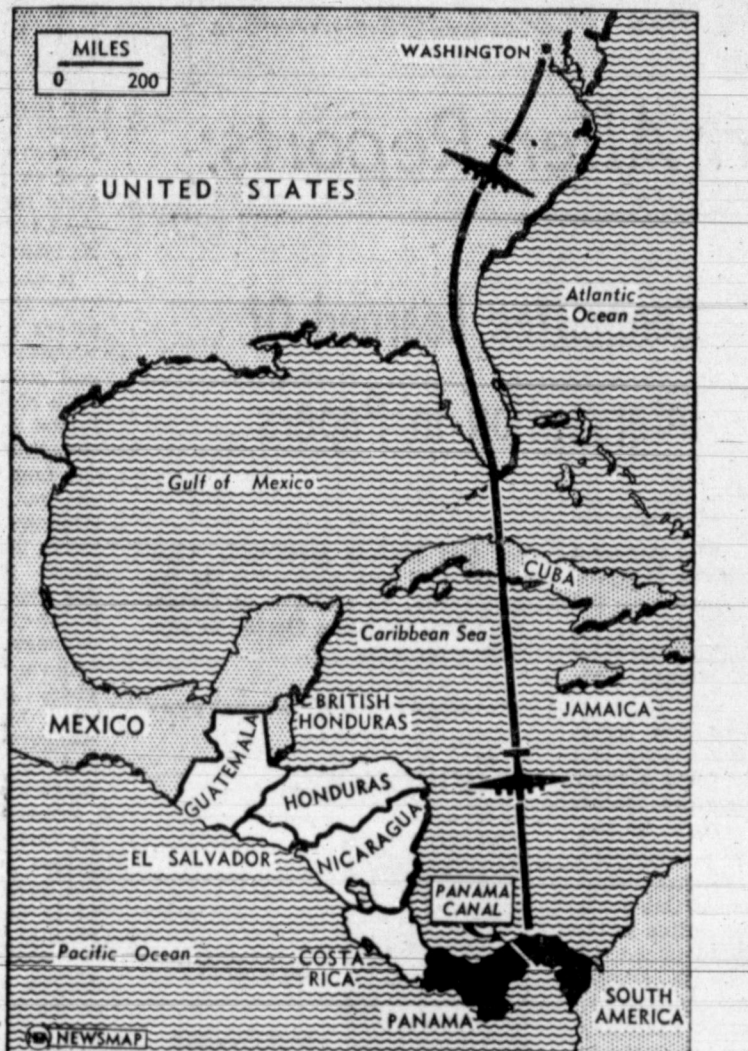 MILES
0 200
WASHINGTON
UNITED STATES
Atlantic
Ocean
Gulf of Mexico
CUBA
Caribbean Sea
BRITISH
HONDURAS
JAMAICA
MEXICO
GUATEMALA
HONDURAS
NICARAGUA
EL SALVADOR
PANAMA
CANAL
Pacific Ocean
COSTA
RICA
SOUTH
AMERICA
PANAMA
NEWSMAP